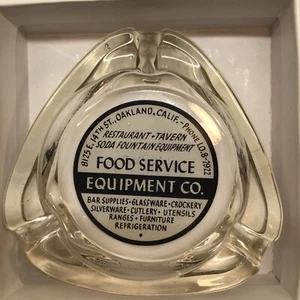 8125 E. 14TH ST., OAKLAND, CALIF.-PHONE LO.8-2922
RESTAURANT • TAVERN
SODA FOUNTAIN EQUIPMENT
FOOD SERVICE
EQUIPMENT CO.
BAR SUPPLIES • GLASSWARE • CROCKERY
SILVERWARE • CUTLERY • UTENSILS
RANGES • FURNITURE
REFRIGERATION